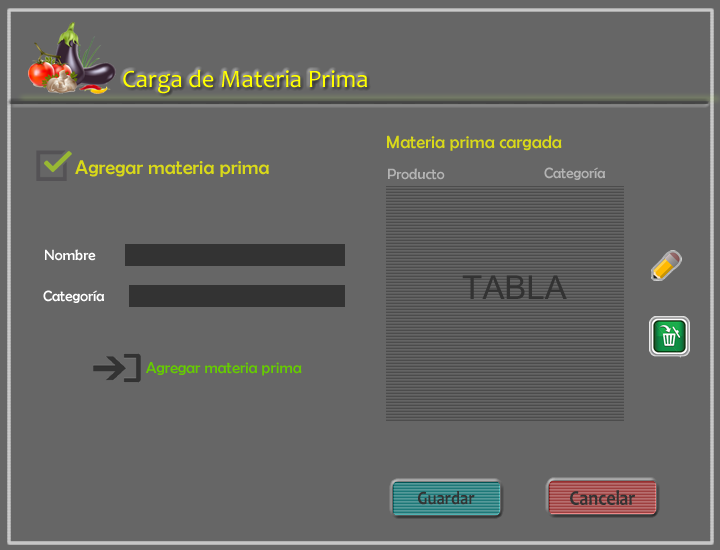 Carga de Materia Prima
Agregar materia prima
Nombre
Categoría
Agregar materia prima
Materia prima cargada
Producto Categoría
TABLA
Guardar Cancelar